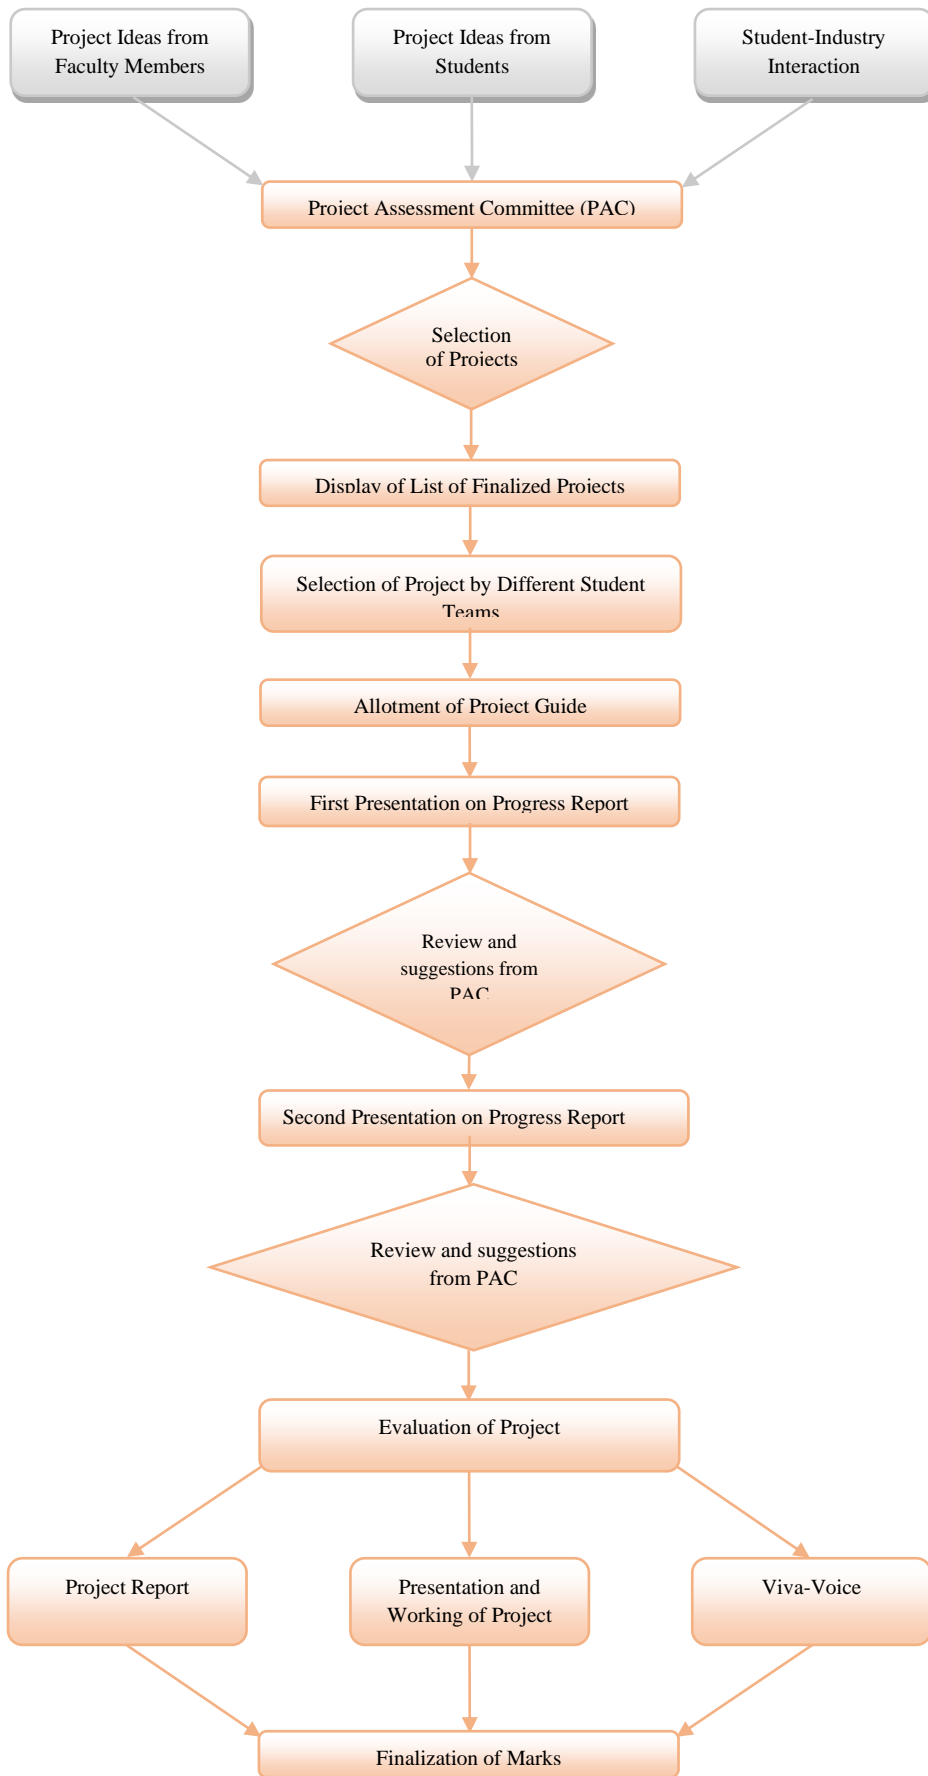 Project Ideas from
Faculty Members
Project Ideas from
Students
Student-Industry
Interaction
Project Assessment Committee (PAC)
Selection
of Projects
Display of List of Finalized Projects
Selection of Project by Different Student
Teams
Allotment of Project Guide
First Presentation on Progress Report
Review and
suggestions from
PAC
Second Presentation on Progress Report
Review and suggestions
from PAC
Evaluation of Project
Project Report
Presentation and
Working of Project
Viva-Voice
Finalization of Marks